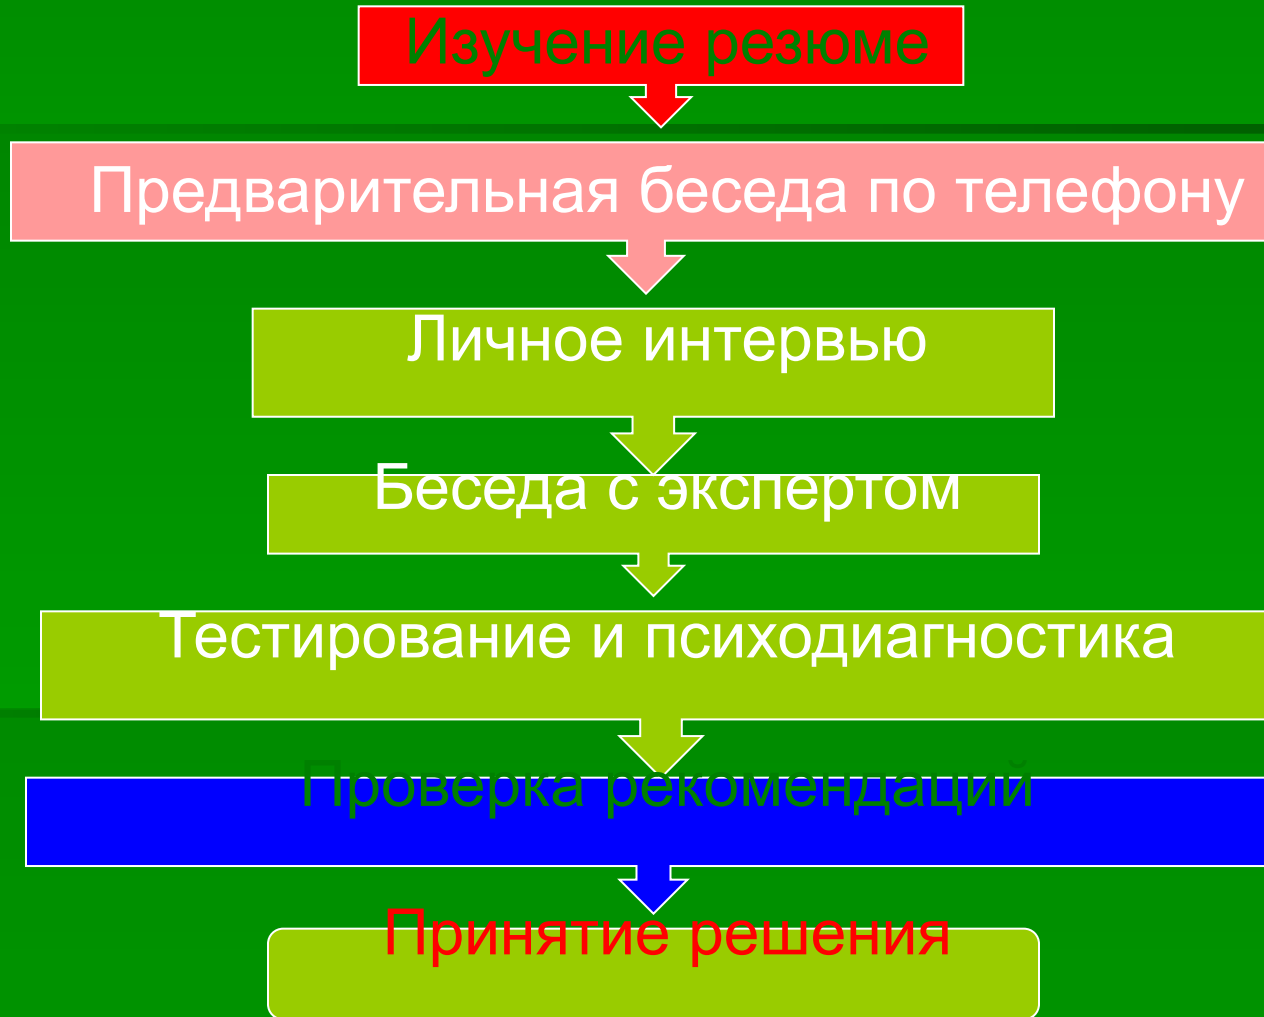 Изучение резюме
Предварительная беседа по телефону
Личное интервью
Беседа с экспертом
Тестирование и психодиагностика
Проверка рекомендаций
Принятие решения